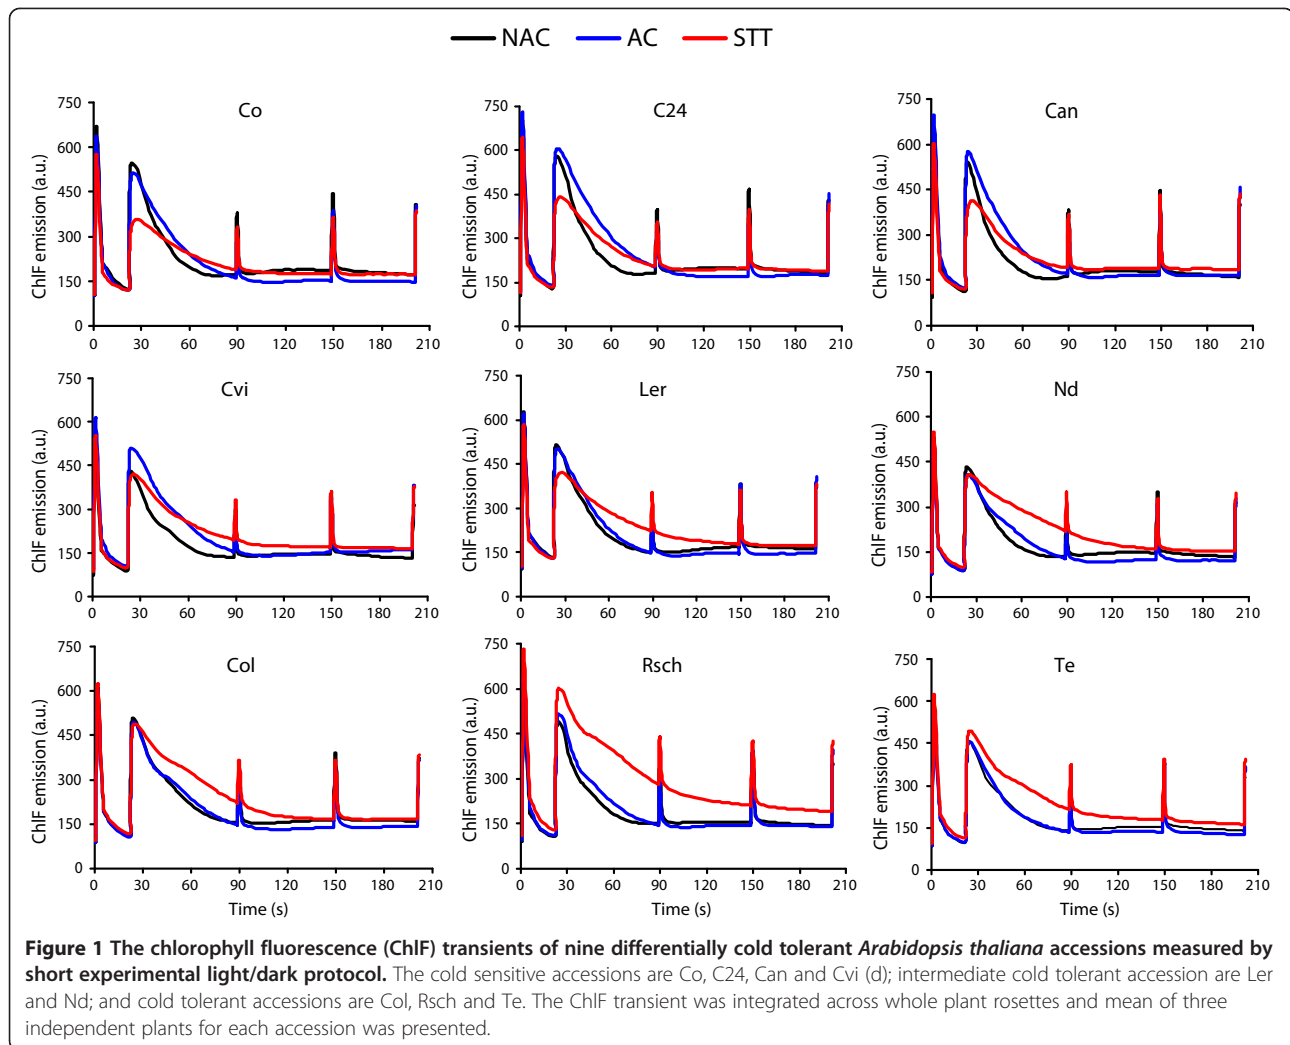 NAC AC STT
Co
ChlF emission (a.u.)
750
600
450
300
150
0
0 30 60 90 120 150 180 210
C24
ChlF emission (a.u.)
750
600
450
300
150
0
0 30 60 90 120 150 180 210
Can
ChlF emission (a.u.)
750
600
450
300
150
0
0 30 60 90 120 150 180 210
Cvi
ChlF emission (a.u.)
750
600
450
300
150
0
0 30 60 90 120 150 180 210
Ler
ChlF emission (a.u.)
750
600
450
300
150
0
0 30 60 90 120 150 180 210
Nd
ChlF emission (a.u.)
750
600
450
300
150
0
0 30 60 90 120 150 180 210
Col
ChlF emission (a.u.)
750
600
450
300
150
0
0 30 60 90 120 150 180 210
Time (s)
Rsch
ChlF emission (a.u.)
750
600
450
300
150
0
0 30 60 90 120 150 180 210
Time (s)
Te
ChlF emission (a.u.)
750
600
450
300
150
0
0 30 60 90 120 150 180 210
Time (s)
Figure 1 The chlorophyll fluorescence (ChlF) transients of nine differentially cold tolerant Arabidopsis thaliana accessions measured by
short experimental light/dark protocol. The cold sensitive accessions are Co, C24, Can and Cvi (d); intermediate cold tolerant accession are Ler
and Nd; and cold tolerant accessions are Col, Rsch and Te. The ChlF transient was integrated across whole plant rosettes and mean of three
independent plants for each accession was presented.